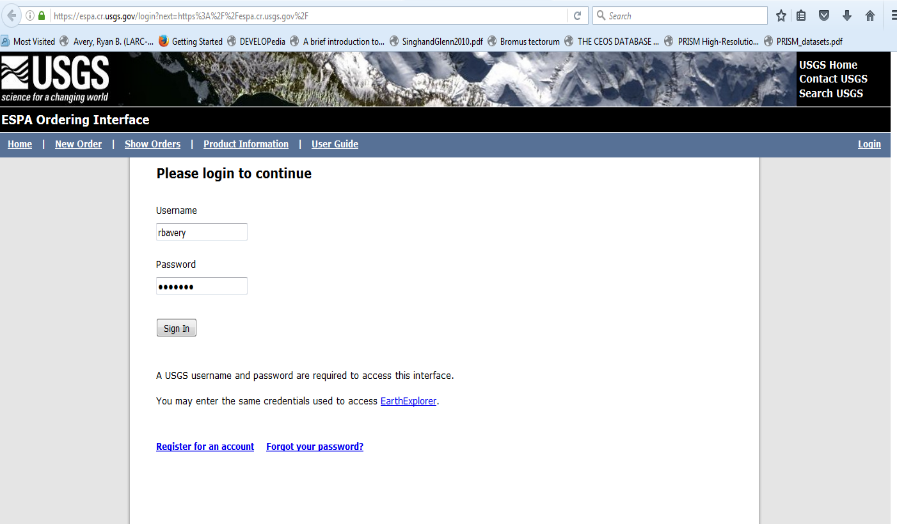 https://espa.cr.usgs.gov/login?next=https%3A%2F%2Fespa.cr.usgs.gov%2F
Search
Most Visited Avery, Ryan B. (LARC-... Getting Started DEVELOPedia A brief introduction to... SinghandGlenn2010.pdf Bromus tectorum THE CEOS DATABASE ... PRISM High-Resolutio... PRISM_datasets.pdf
USGS
science for a changing world
USGS Home
Contact USGS
Search USGS
ESPA Ordering Interface
Home | New Order | Show Orders | Product Information | User Guide Login
Please login to continue
Username
rbavery
Password
•••••••
Sign In
A USGS username and password are required to access this interface.
You may enter the same credentials used to access EarthExplorer.
Register for an account Forgot your password?